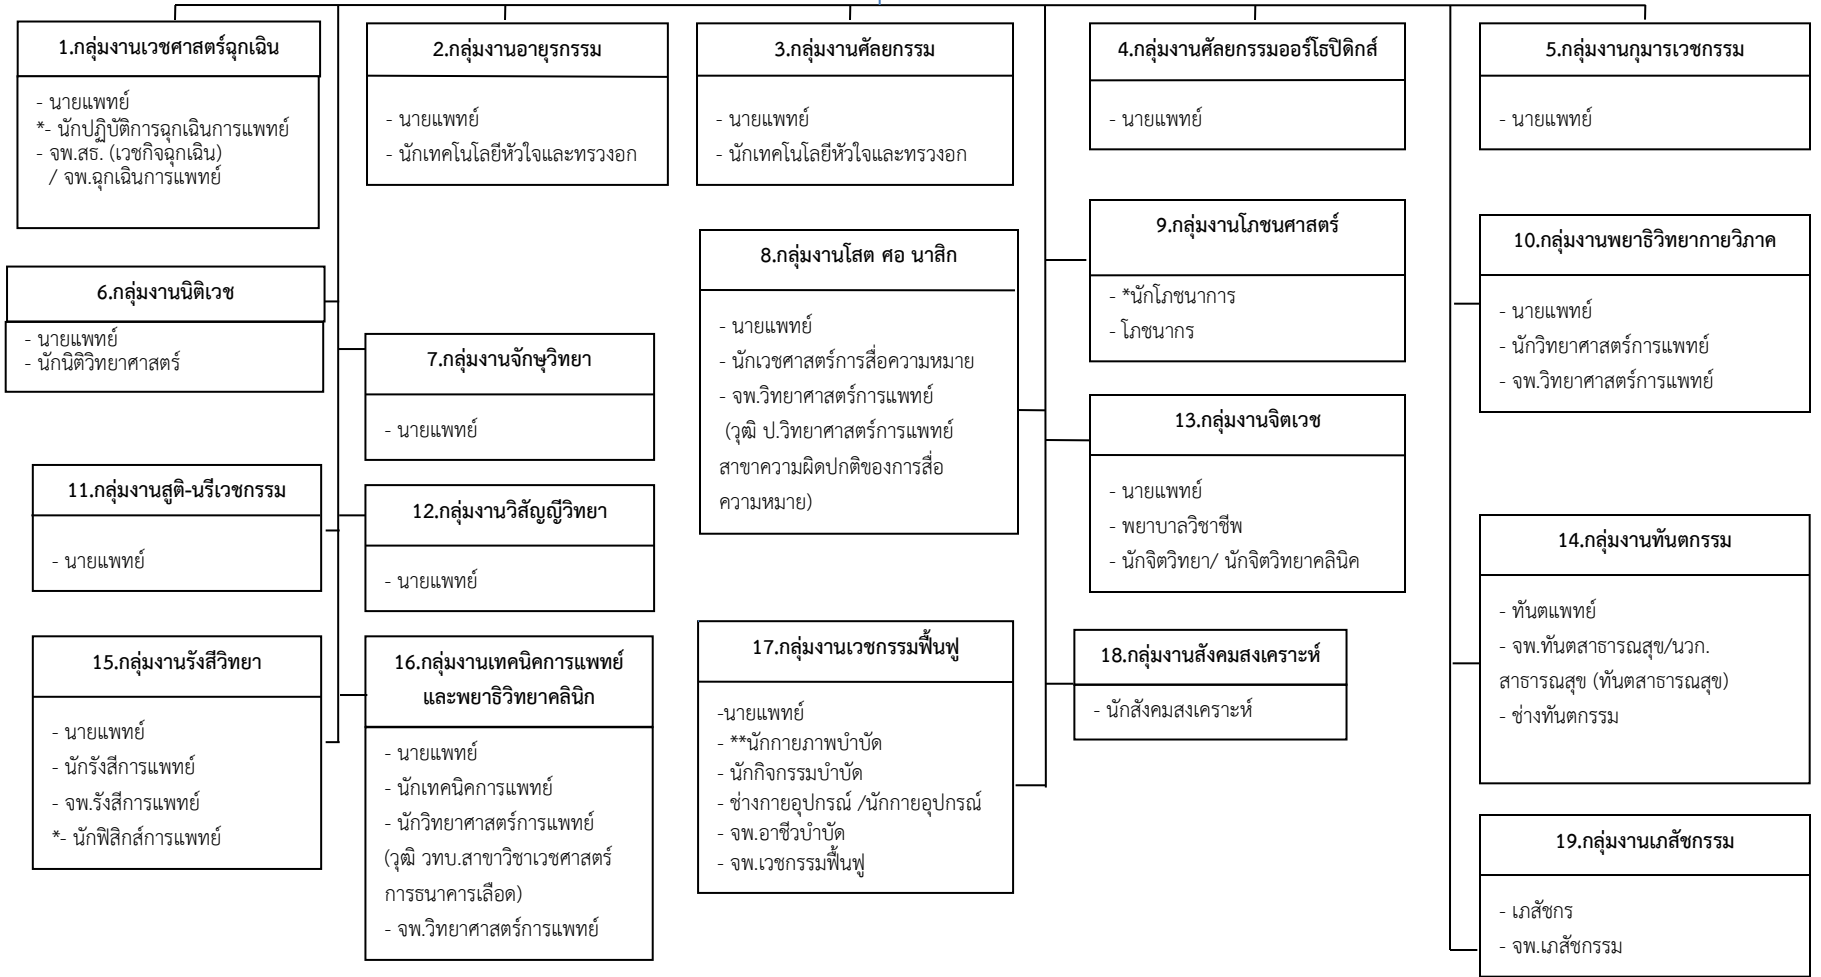 1.กลุ่มงานเวชศาสตร์ฉุกเฉิน
- นายแพทย์
*- นักปฏิบัติการฉุกเฉินการแพทย์
- จพ.สธ. (เวชกิจฉุกเฉิน)
/ จพ.ฉุกเฉินการแพทย์
2.กลุ่มงานอายุรกรรม
- นายแพทย์
- นักเทคโนโลยีหัวใจและทรวงอก
3.กลุ่มงานศัลยกรรม
- นายแพทย์
- นักเทคโนโลยีหัวใจและทรวงอก
4.กลุ่มงานศัลยกรรมออร์โธปิดิกส์
- นายแพทย์
5.กลุ่มงานกุมารเวชกรรม
- นายแพทย์
6.กลุ่มงานนิติเวช
- นายแพทย์
- นักนิติวิทยาศาสตร์
7.กลุ่มงานจักษุวิทยา
- นายแพทย์
8.กลุ่มงานโสต ศอ นาสิก
- นายแพทย์
- นักเวชศาสตร์การสื่อความหมาย
- จพ.วิทยาศาสตร์การแพทย์
(วุฒิ ป.วิทยาศาสตร์การแพทย์
สาขาความผิดปกติของการสื่อ
ความหมาย)
9.กลุ่มงานโภชนศาสตร์
- *นักโภชนาการ
- โภชนากร
10.กลุ่มงานพยาธิวิทยากายวิภาค
- นายแพทย์
- นักวิทยาศาสตร์การแพทย์
- จพ.วิทยาศาสตร์การแพทย์
11.กลุ่มงานสูติ-นรีเวชกรรม
- นายแพทย์
12.กลุ่มงานวิสัญญีวิทยา
- นายแพทย์
13.กลุ่มงานจิตเวช
- นายแพทย์
- พยาบาลวิชาชีพ
- นักจิตวิทยา/ นักจิตวิทยาคลินิค
14.กลุ่มงานทันตกรรม
- ทันตแพทย์
- จพ.ทันตสาธารณสุข/นวก.
สาธารณสุข (ทันตสาธารณสุข)
- ช่างทันตกรรม
15.กลุ่มงานรังสีวิทยา
- นายแพทย์
- นักรังสีการแพทย์
- จพ.รังสีการแพทย์
*- นักฟิสิกส์การแพทย์
16.กลุ่มงานเทคนิคการแพทย์
และพยาธิวิทยาคลินิก
- นายแพทย์
- นักเทคนิคการแพทย์
- นักวิทยาศาสตร์การแพทย์
(วุฒิ วทบ.สาขาวิชาเวชศาสตร์
การธนาคารเลือด)
- จพ.วิทยาศาสตร์การแพทย์
17.กลุ่มงานเวชกรรมฟื้นฟู
-นายแพทย์
- **นักกายภาพบำบัด
- นักกิจกรรมบำบัด
- ช่างกายอุปกรณ์ /นักกายอุปกรณ์
- จพ.อาชีวบำบัด
- จพ.เวชกรรมฟื้นฟู
18.กลุ่มงานสังคมสงเคราะห์
- นักสังคมสงเคราะห์
19.กลุ่มงานเภสัชกรรม
- เภสัชกร
- จพ.เภสัชกรรม